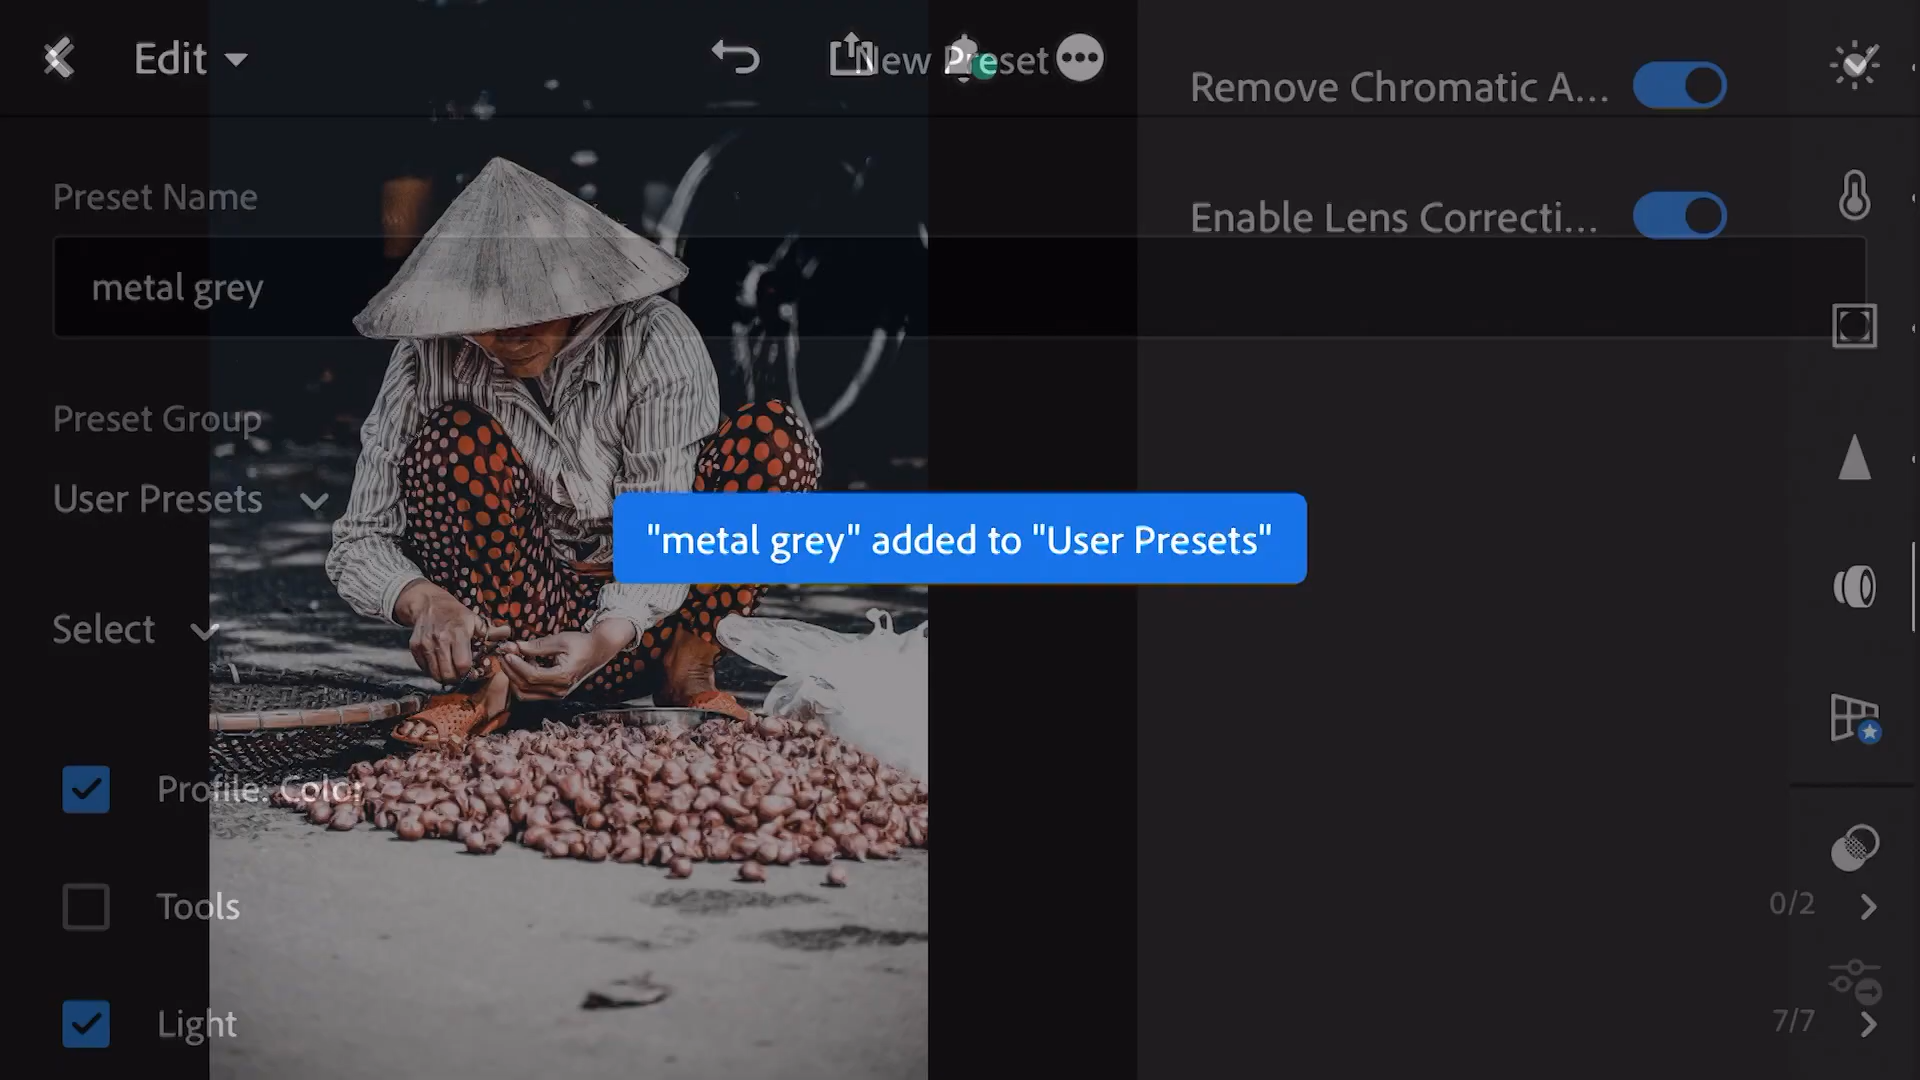 Edit
New Preset
Remove Chromatic A...
Preset Name
Enable Lens Correcti...
metal grey
Preset Group
User Presets
"metal grey" added to "User Presets"
Select
Profile: Color
Tools
0/2
Light
7/7